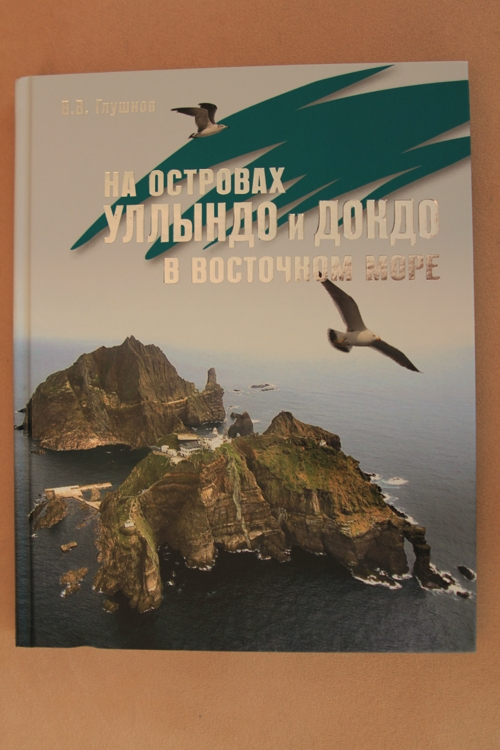 В.В. Глушков
НА ОСТРОВАХ
УЛЛЫНДО И ДОКДО
В ВОСТОЧНОМ МОРЕ